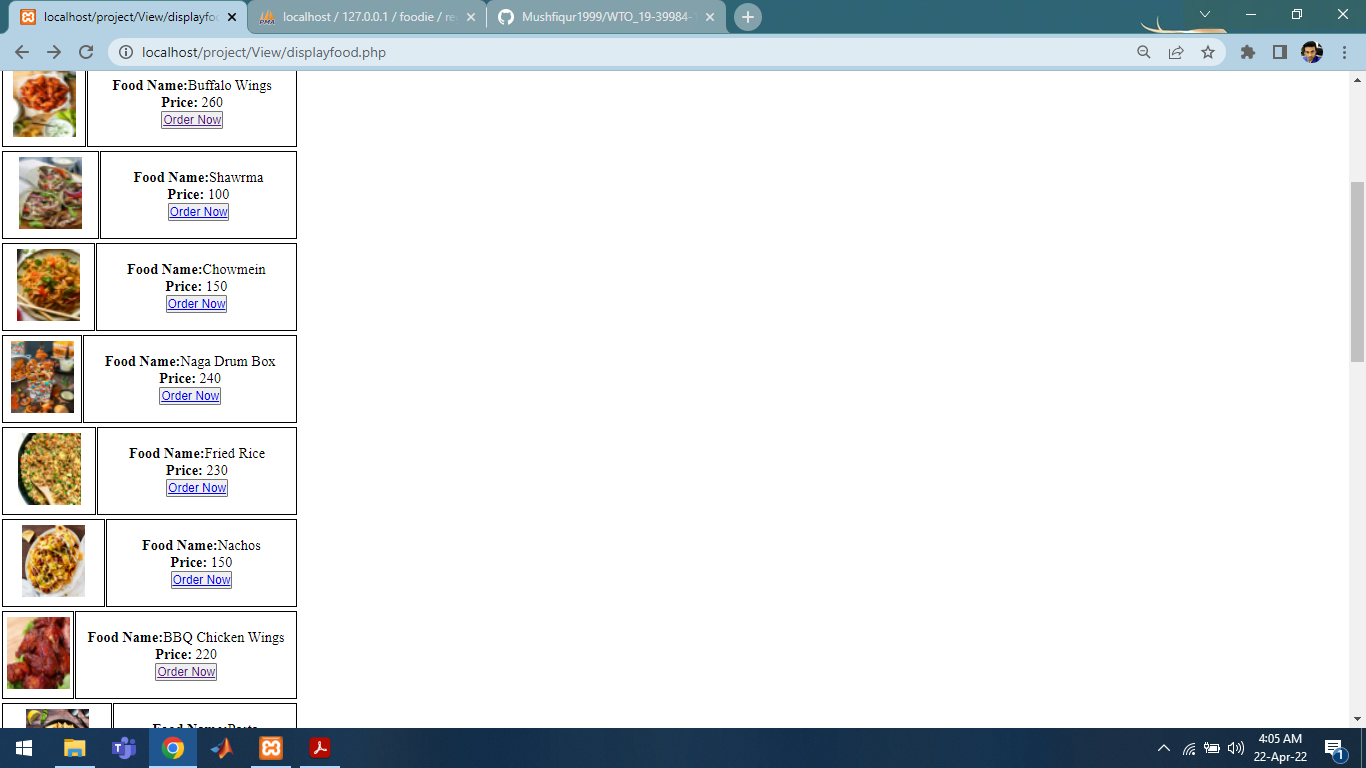 localhost/project/View/displayfo
localhost / 127.0.0.1 / foodie / re
Mushfiqur1999/WTO_19-39984-
localhost/project/View/displayfood.php
Food Name:Buffalo Wings
Price: 260
Order Now
Food Name:Shawrma
Price: 100
Order Now
Food Name:Chowmein
Price: 150
Order Now
Food Name:Naga Drum Box
Price: 240
Order Now
Food Name:Fried Rice
Price: 230
Order Now
Food Name:Nachos
Price: 150
Order Now
Food Name:BBQ Chicken Wings
Price: 220
Order Now
Food Name:Pasta
4:05 AM
22-Apr-22
1